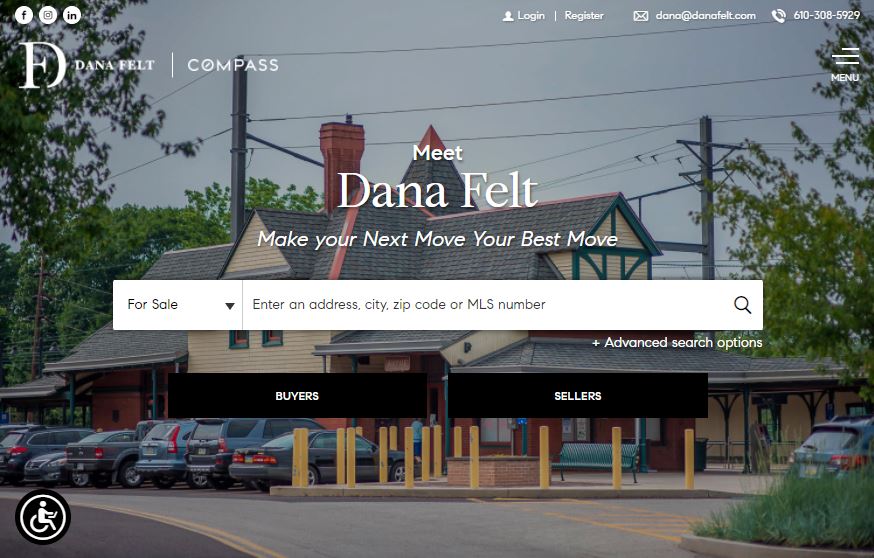 Login | Register dana@danafelt.com 610-308-5929
DANA FELT | COMPASS
MENU
Meet
Dana Felt
Make your Next Move Your Best Move
For Sale Enter an address, city, zip code or MLS number
+ Advanced search options
BUYERS SELLERS